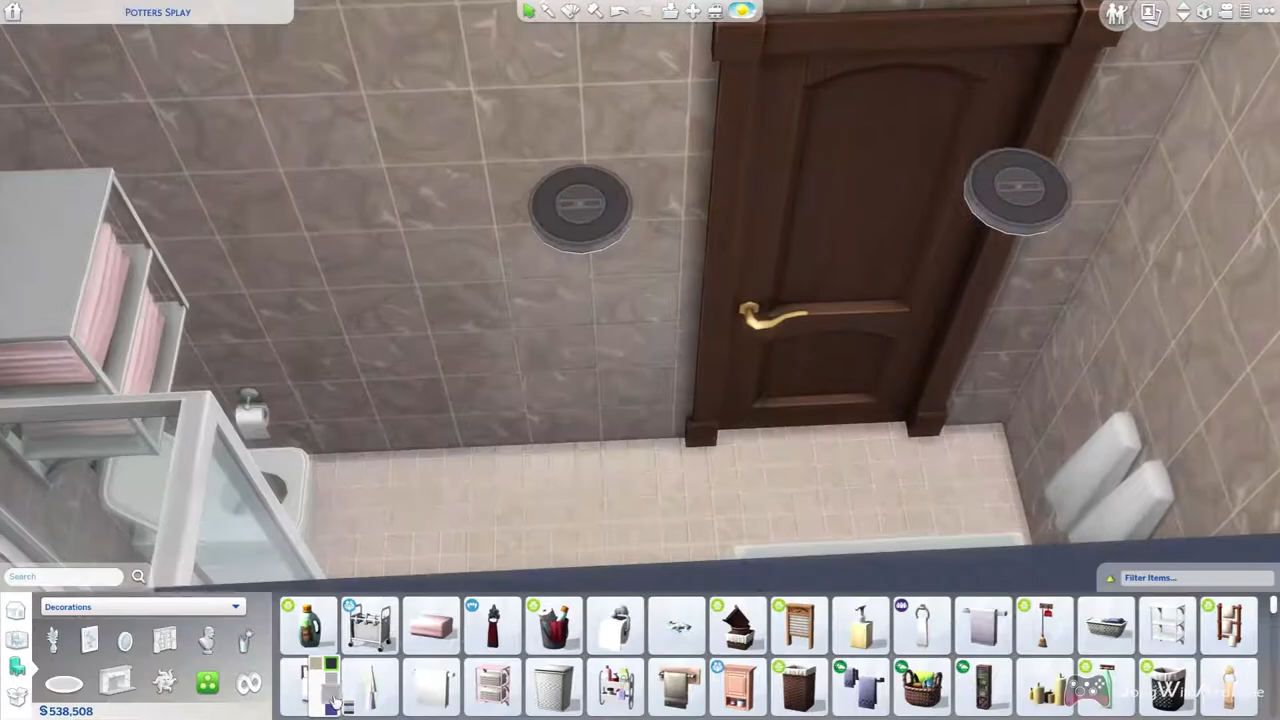 POTTERS SPLAY
Search
Filter Items...
Decorations
$538,508